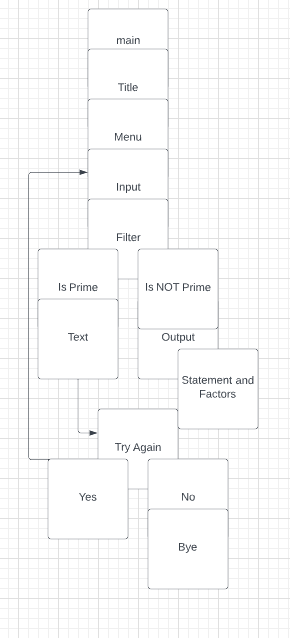 main
Title
Menu
Input
Filter
Is Prime
Is NOT Prime
Text
Output
Statement and
Factors
Try Again
Yes
No
Bye